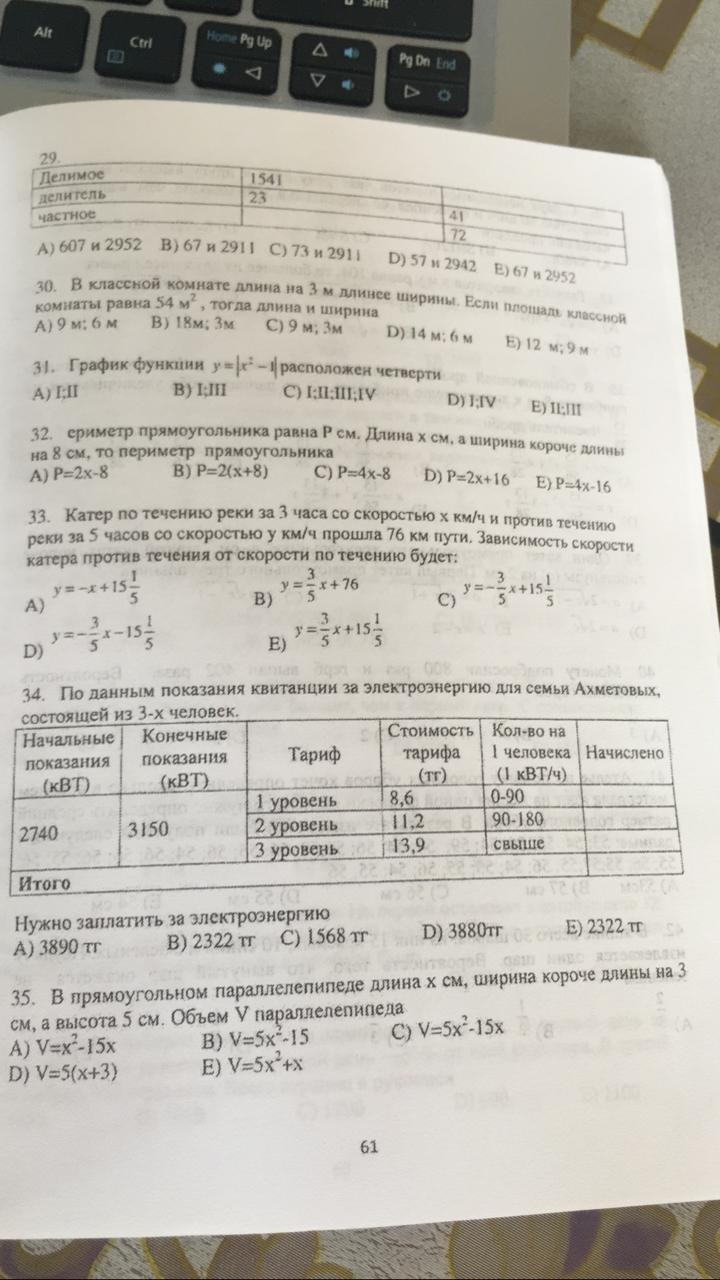 Shift
Alt
Ctrl
Home Pg Up
Pg Dn End
29.
Делимое 1541
делитель 23 41
частное 72
A) 607 и 2952 B) 67 и 2911 C) 73 и 2911 D) 57 и 2942 E) 67 и 2952
30. В классной комнате длина на 3 м длинее ширины. Если площадь классной
комнаты равна 54 м², тогда длина и ширина
A) 9 м; 6 м B) 18м; 3м C) 9 м; 3м D) 14 м; 6 м E) 12 м; 9 м
31. График функции y=|x²−1| расположен четверти
A) I;II B) I;III C) I;II;III;IV D) I;IV E) II;III
32. ериметр прямоугольника равна P см. Длина x см, а ширина короче длины
на 8 см, то периметр прямоугольника
A) P=2x-8 B) P=2(x+8) C) P=4x-8 D) P=2x+16 E) P=4x-16
33. Катер по течению реки за 3 часа со скоростью x км/ч и против течению
реки за 5 часов со скоростью y км/ч прошла 76 км пути. Зависимость скорости
катера против течения от скорости по течению будет:
A) y=−x+15 1/5 B) y=3/5 x+76 C) y=−3/5 x+15 1/5
D) y=−3/5 x−15 1/5 E) y=3/5 x+15 1/5
34. По данным показания квитанции за электроэнергию для семьи Ахметовых,
состоящей из 3-х человек.
Начальные показания (кВТ) Конечные показания (кВТ) Тариф Стоимость тарифа (тг) Кол-во на 1 человека (1 кВТ/ч) Начислено
2740 3150 1 уровень 8,6 0-90
2 уровень 11,2 90-180
3 уровень 13,9 свыше
Итого
Нужно заплатить за электроэнергию
A) 3890 тг B) 2322 тг C) 1568 тг D) 3880тг E) 2322 тг
35. В прямоугольном параллелепипеде длина x см, ширина короче длины на 3
см, а высота 5 см. Объем V параллелепипеда
A) V=x²-15x B) V=5x²-15 C) V=5x²-15x
D) V=5(x+3) E) V=5x²+x
61